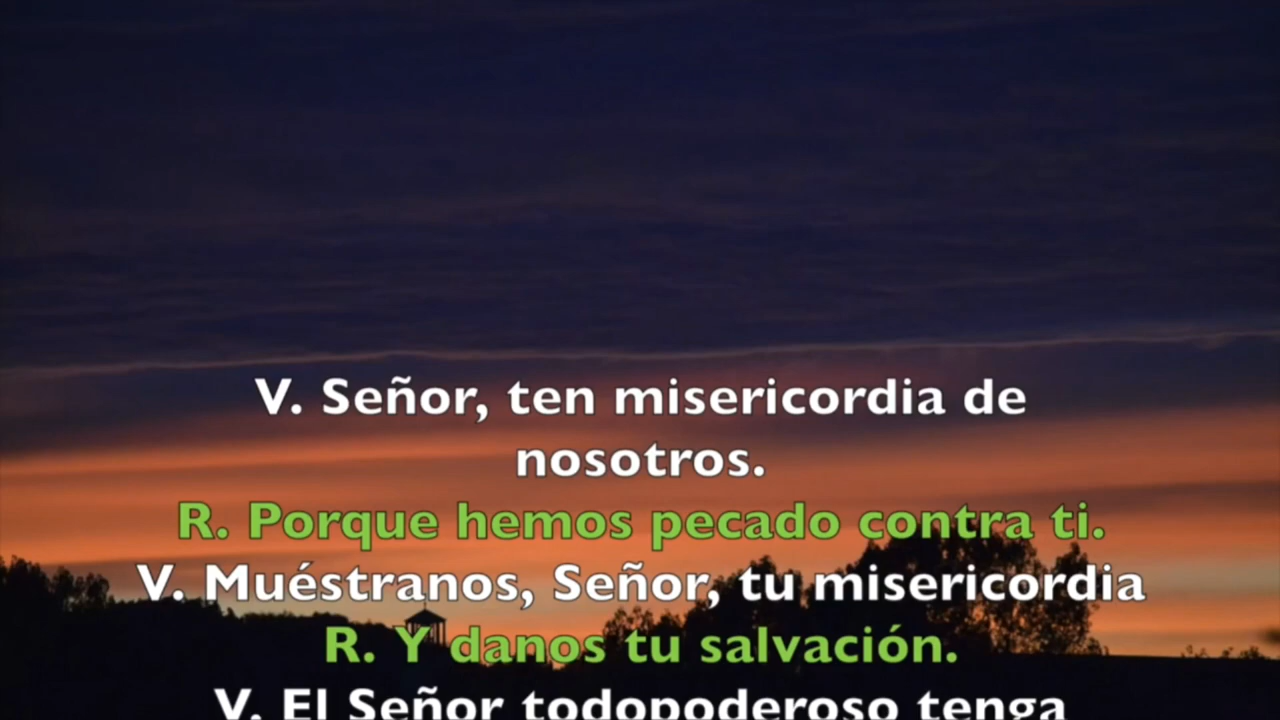 V. Señor, ten misericordia de
nosotros.
R. Porque hemos pecado contra ti.
V. Muéstranos, Señor, tu misericordia
R. Y danos tu salvación.
V. El Señor todopoderoso tenga